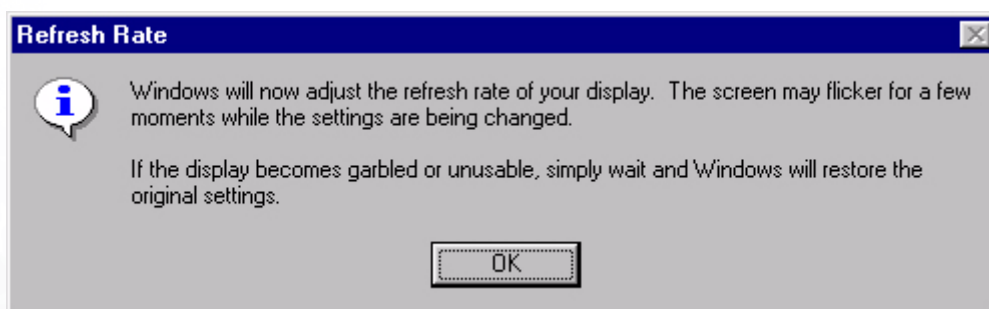 Refresh Rate
Windows will now adjust the refresh rate of your display.  The screen may flicker for a few
moments while the settings are being changed.
If the display becomes garbled or unusable, simply wait and Windows will restore the
original settings.
OK